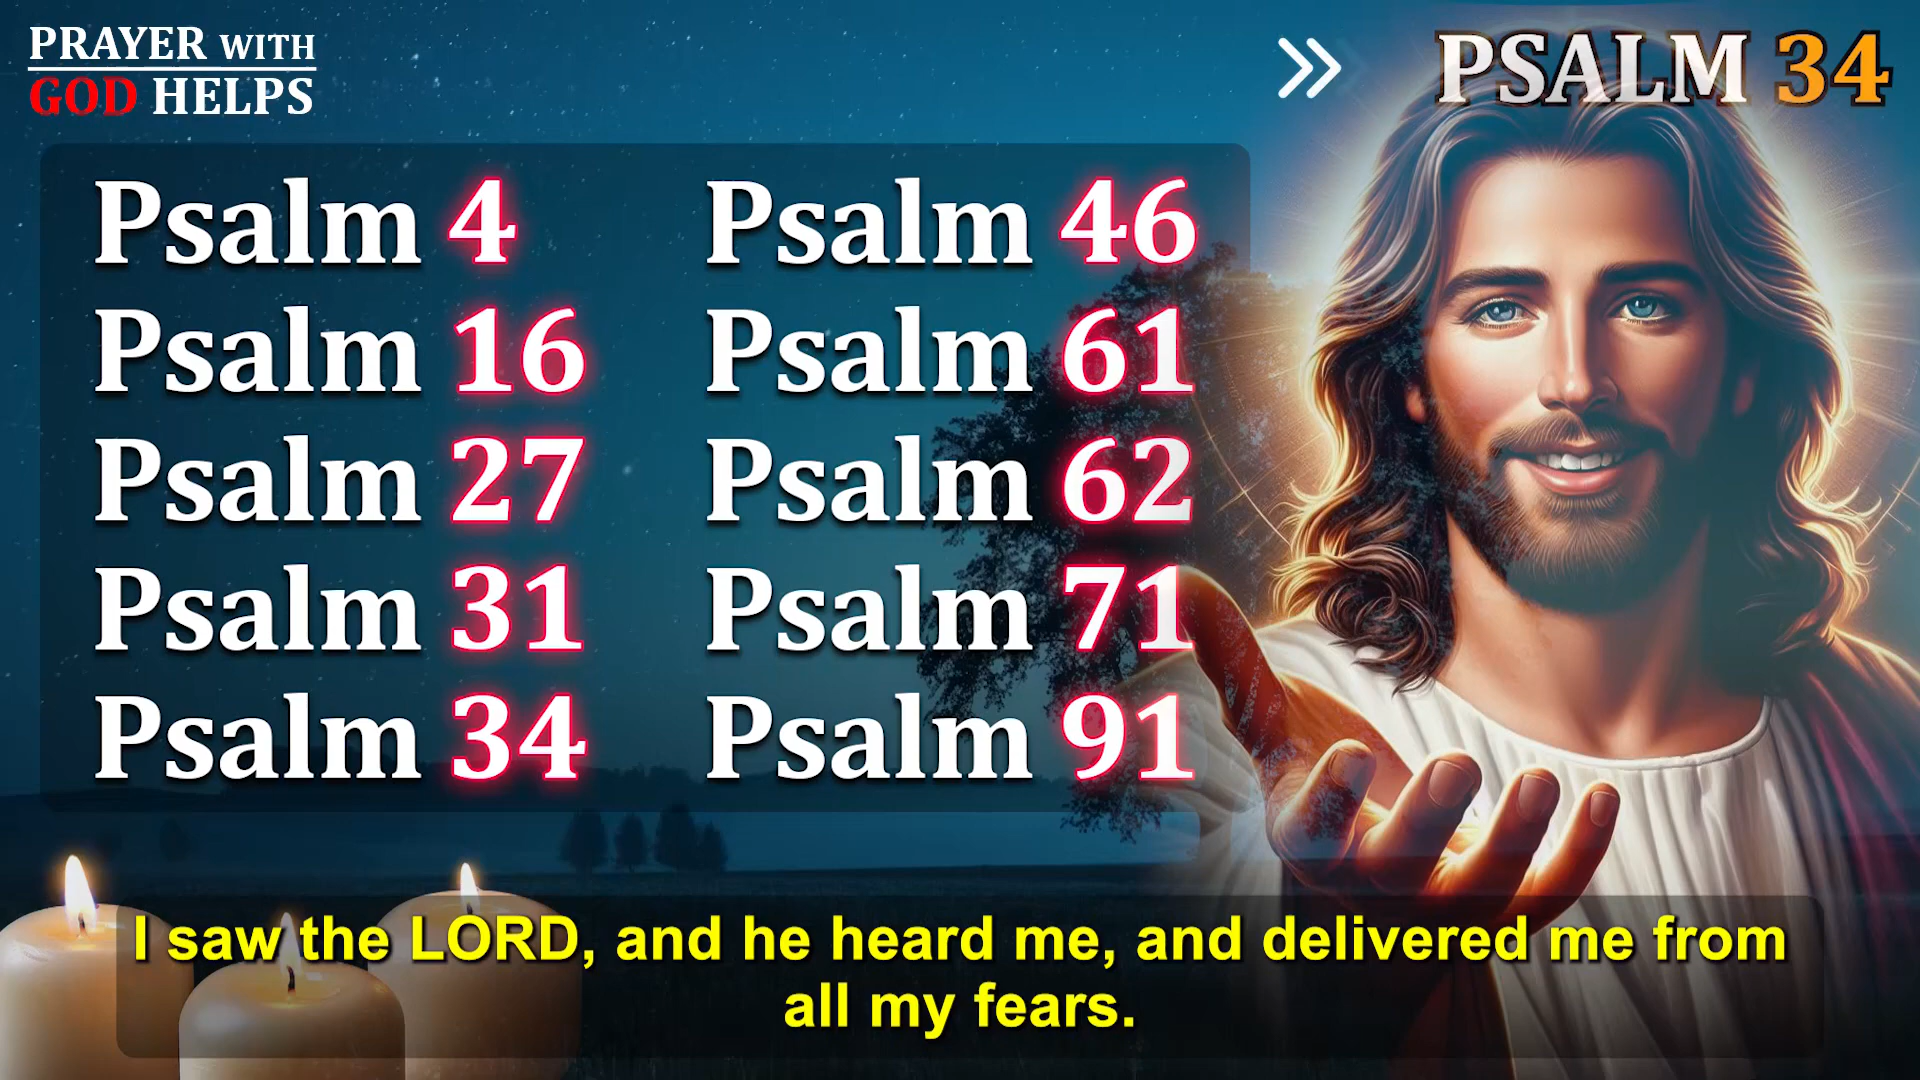 PRAYER WITH
GOD HELPS
PSALM 34
Psalm 4
Psalm 16
Psalm 27
Psalm 31
Psalm 34
Psalm 46
Psalm 61
Psalm 62
Psalm 71
Psalm 91
I saw the LORD, and he heard me, and delivered me from
all my fears.